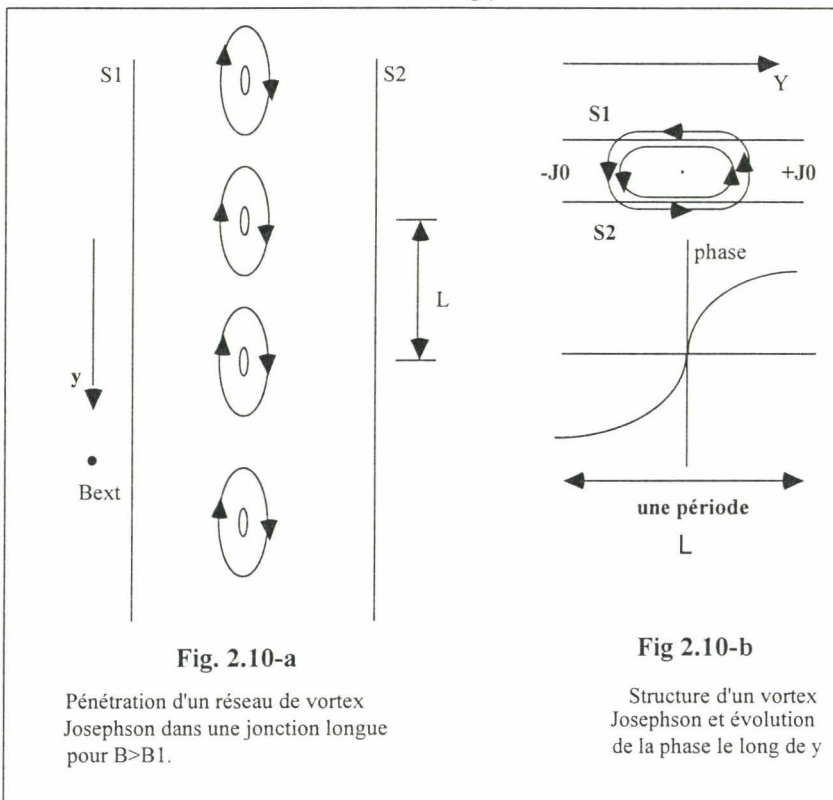 S1
S2
L
y
Bext
Fig. 2.10-a
Pénétration d'un réseau de vortex
Josephson dans une jonction longue
pour B>B1.
Y
S1
-J0
+J0
S2
phase
une période
L
Fig 2.10-b
Structure d'un vortex
Josephson et évolution
de la phase le long de y